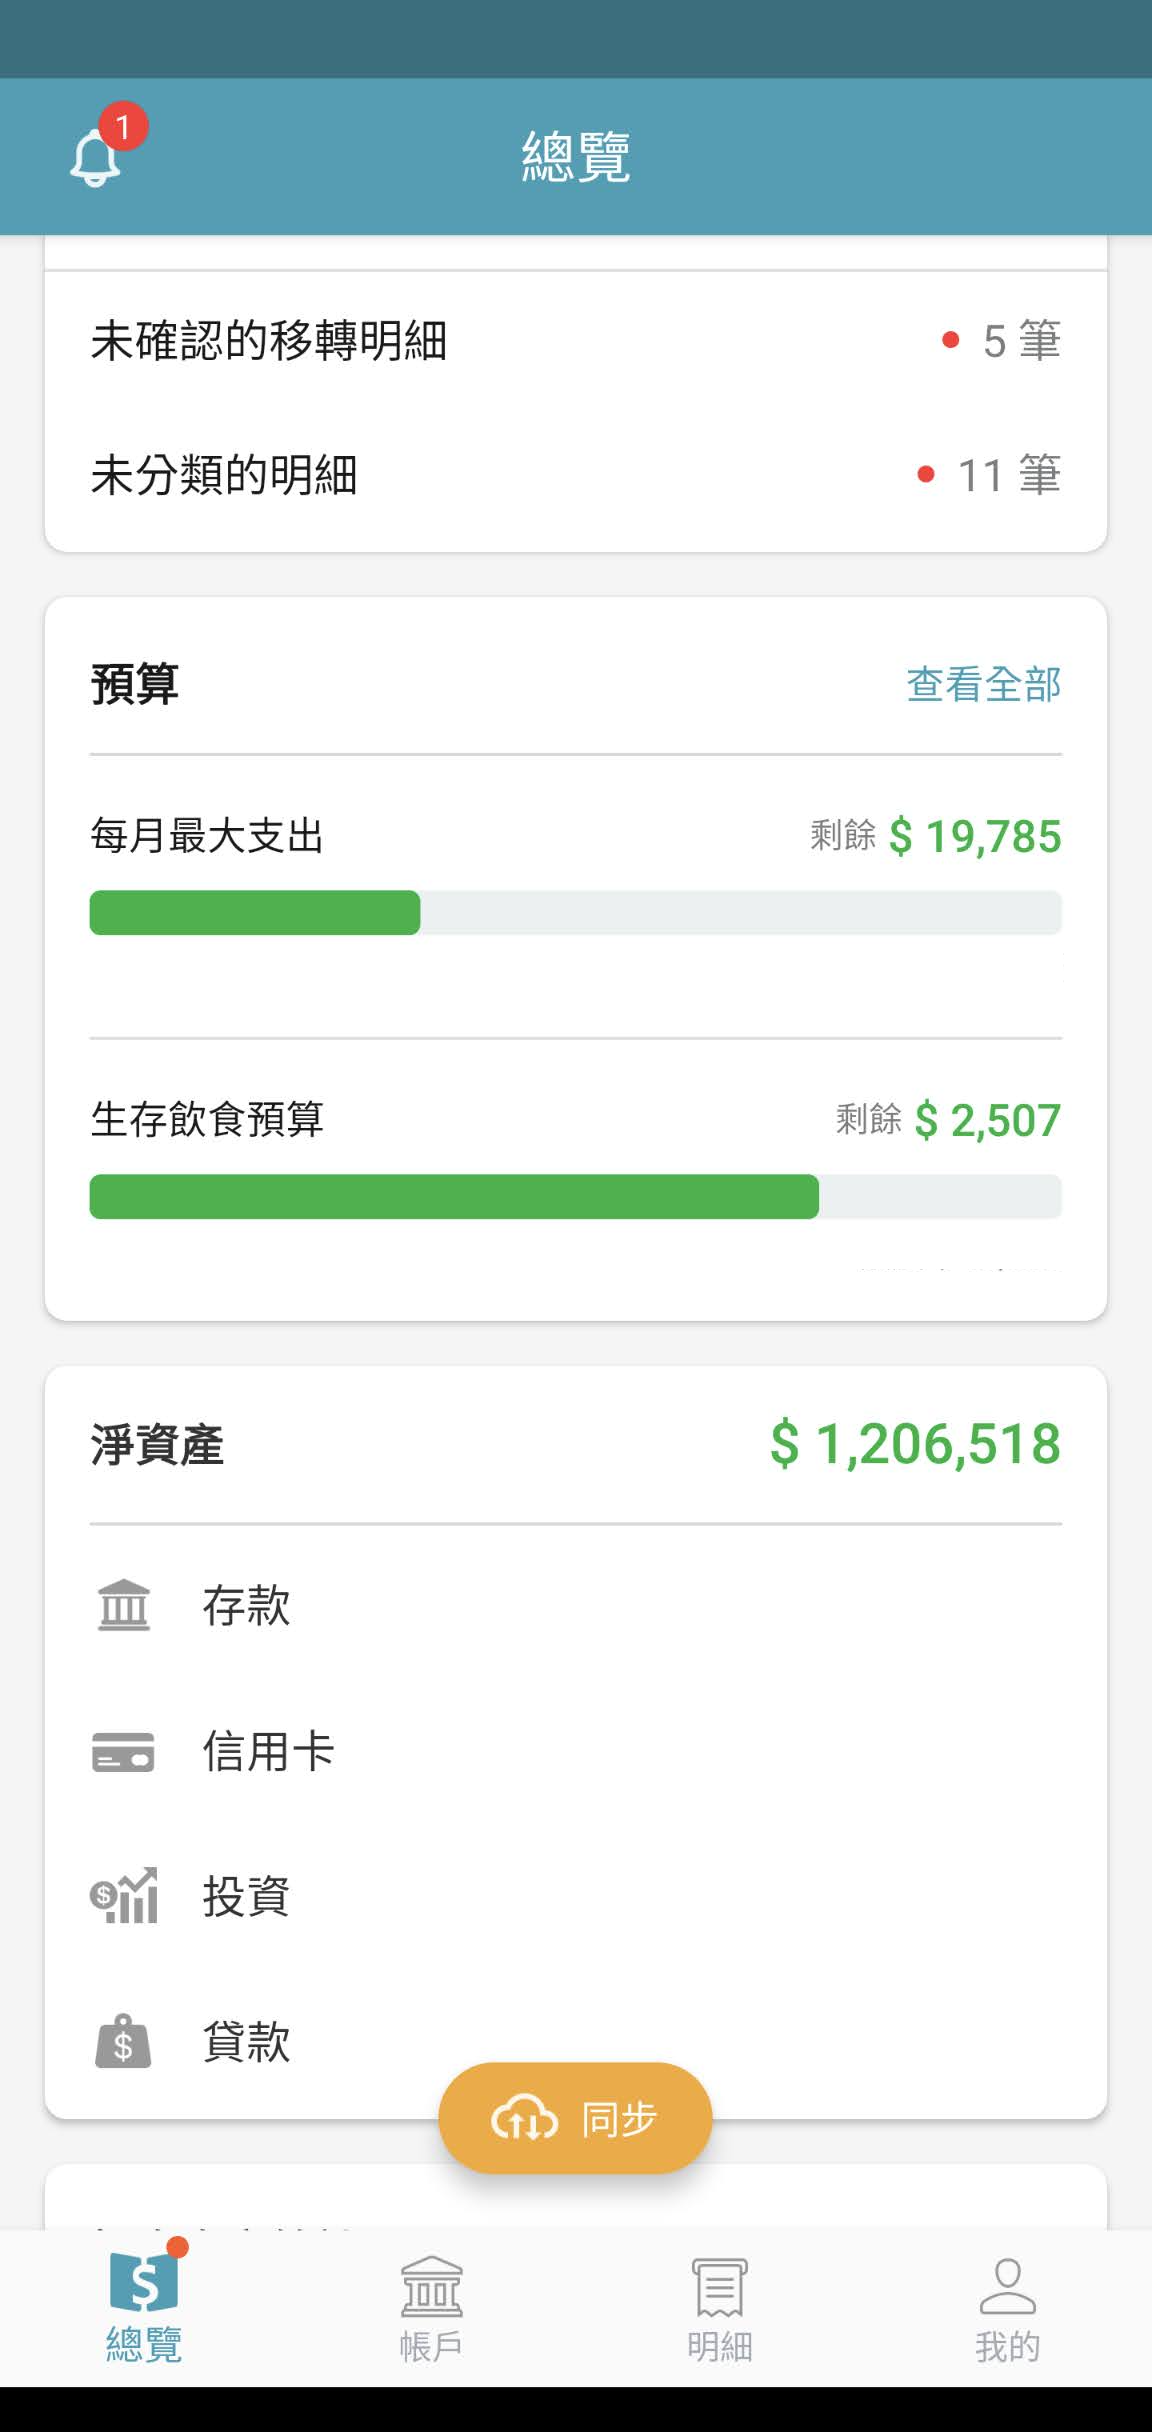 1
總覽
未確認的移轉明細 5 筆
未分類的明細 11 筆
預算 查看全部
每月最大支出 剩餘 $ 19,785
生存飲食預算 剩餘 $ 2,507
淨資產 $ 1,206,518
存款
信用卡
投資
貸款
同步
總覽 帳戶 明細 我的